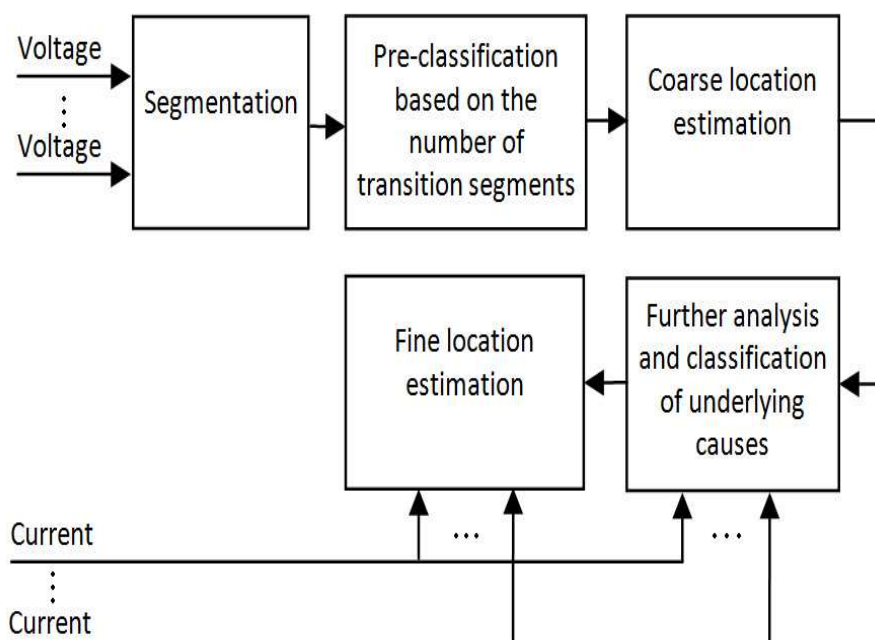 Voltage
Voltage
Segmentation
Pre-classification
based on the
number of
transition segments
Coarse location
estimation
Fine location
estimation
Further analysis
and classification
of underlying
causes
Current
Current